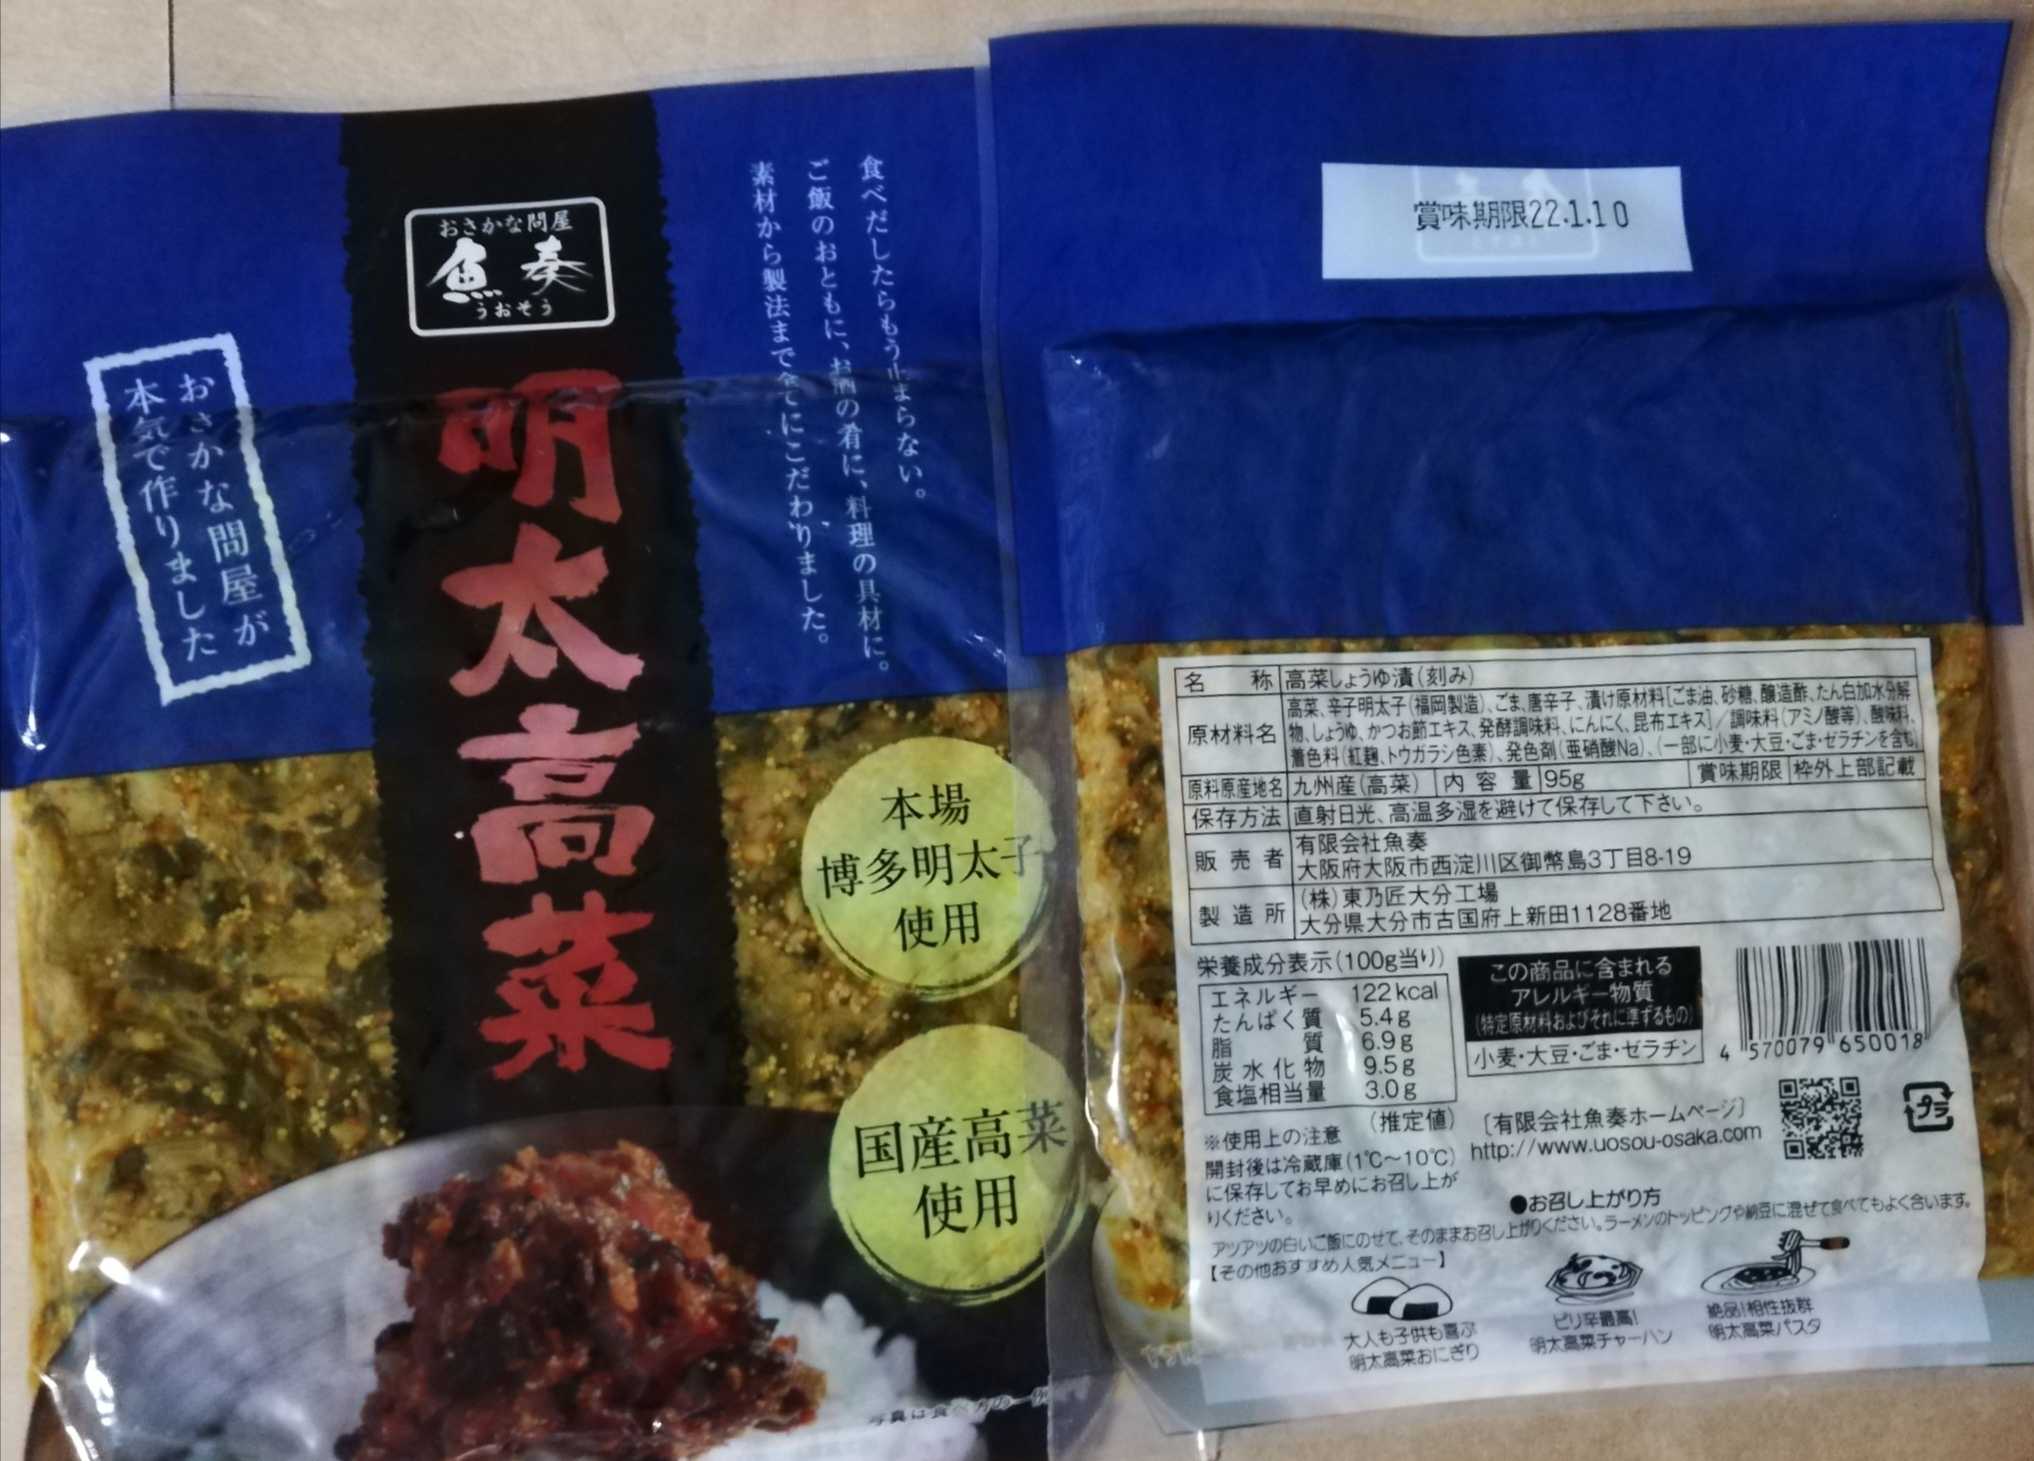 おさかな問屋
魚奏
うおそう
明太高菜
食べだしたらもう止まらない。
ご飯のおともに、お酒の肴に、料理の具材に。
素材から製法まで全てにこだわりました。
おさかな問屋が
本気で作りました
本場
博多明太子
使用
国産高菜
使用
写真は食べ方の一例
賞味期限22.1.10
名称 高菜しょうゆ漬(刻み)
原材料名 高菜、辛子明太子(福岡製造)、ごま、唐辛子、漬け原材料[ごま油、砂糖、醸造酢、たん白加水分解
物、しょうゆ、かつお節エキス、発酵調味料、にんにく、昆布エキス]/調味料(アミノ酸等)、酸味料、
着色料(紅麹、トウガラシ色素)、発色剤(亜硝酸Na)、(一部に小麦・大豆・ごま・ゼラチンを含む)
原料原産地名 九州産(高菜) 内容量 95g 賞味期限 枠外上部記載
保存方法 直射日光、高温多湿を避けて保存して下さい。
販売者 有限会社魚奏
大阪府大阪市西淀川区御幣島3丁目8-19
製造所 (株)東乃匠大分工場
大分県大分市古国府上新田1128番地
栄養成分表示(100g当り)
エネルギー 122kcal
たんぱく質 5.4g
脂質 6.9g
炭水化物 9.5g
食塩相当量 3.0g
(推定値)
この商品に含まれる
アレルギー物質
(特定原材料およびそれに準ずるもの)
小麦・大豆・ごま・ゼラチン
4 570079 650018
※使用上の注意
開封後は冷蔵庫(1℃〜10℃)
に保存してお早めにお召し上が
りください。
[有限会社魚奏ホームページ]
http://www.uosou-osaka.com
プラ
●お召し上がり方
アツアツの白いご飯にのせて、そのままお召し上がりください。ラーメンのトッピングや納豆に混ぜて食べてもよく合います。
【その他おすすめ人気メニュー】
大人も子供も喜ぶ
明太高菜おにぎり
ピリ辛最高!
明太高菜チャーハン
絶品!相性抜群
明太高菜パスタ